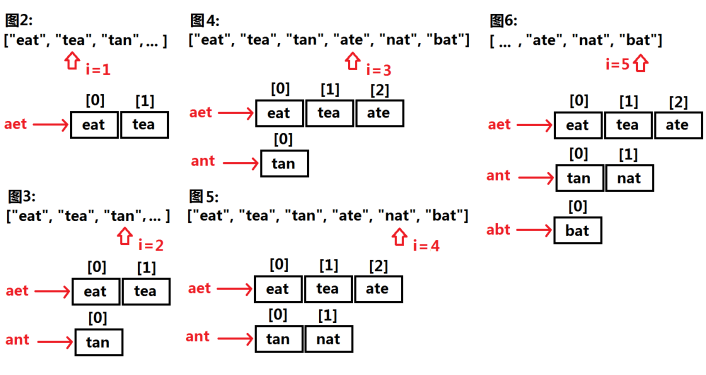 图2:
["eat", "tea", "tan",... ]
i=1
[0] [1]
aet eat tea
图3:
["eat", "tea", "tan",... ]
i=2
[0] [1]
aet eat tea
[0]
ant tan
图4:
["eat", "tea", "tan", "ate", "nat", "bat"]
i=3
[0] [1] [2]
aet eat tea ate
[0]
ant tan
图5:
["eat", "tea", "tan", "ate", "nat", "bat"]
i=4
[0] [1] [2]
aet eat tea ate
[0] [1]
ant tan nat
图6:
[ ... , "ate", "nat", "bat"]
i=5
[0] [1] [2]
aet eat tea ate
[0] [1]
ant tan nat
[0]
abt bat